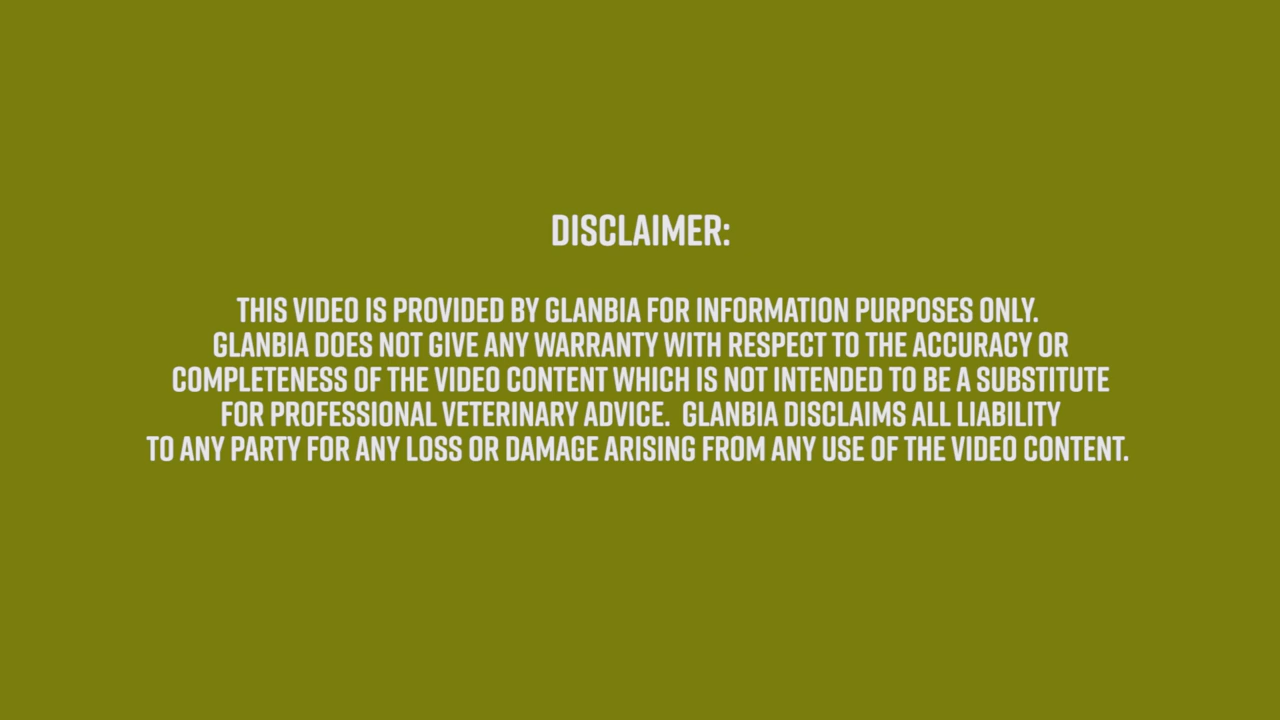 DISCLAIMER:
THIS VIDEO IS PROVIDED BY GLANBIA FOR INFORMATION PURPOSES ONLY.
GLANBIA DOES NOT GIVE ANY WARRANTY WITH RESPECT TO THE ACCURACY OR
COMPLETENESS OF THE VIDEO CONTENT WHICH IS NOT INTENDED TO BE A SUBSTITUTE
FOR PROFESSIONAL VETERINARY ADVICE.  GLANBIA DISCLAIMS ALL LIABILITY
TO ANY PARTY FOR ANY LOSS OR DAMAGE ARISING FROM ANY USE OF THE VIDEO CONTENT.